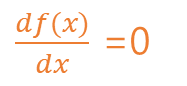 df(x)/dx =0